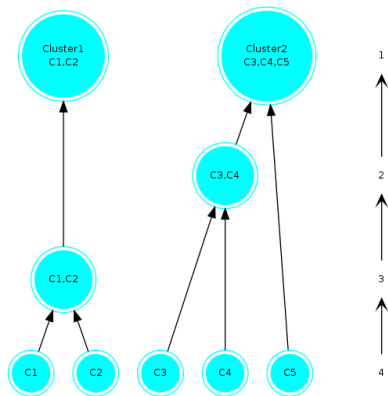 Cluster1
C1,C2
Cluster2
C3,C4,C5
1
C3,C4
2
C1,C2
3
C1
C2
C3
C4
C5
4